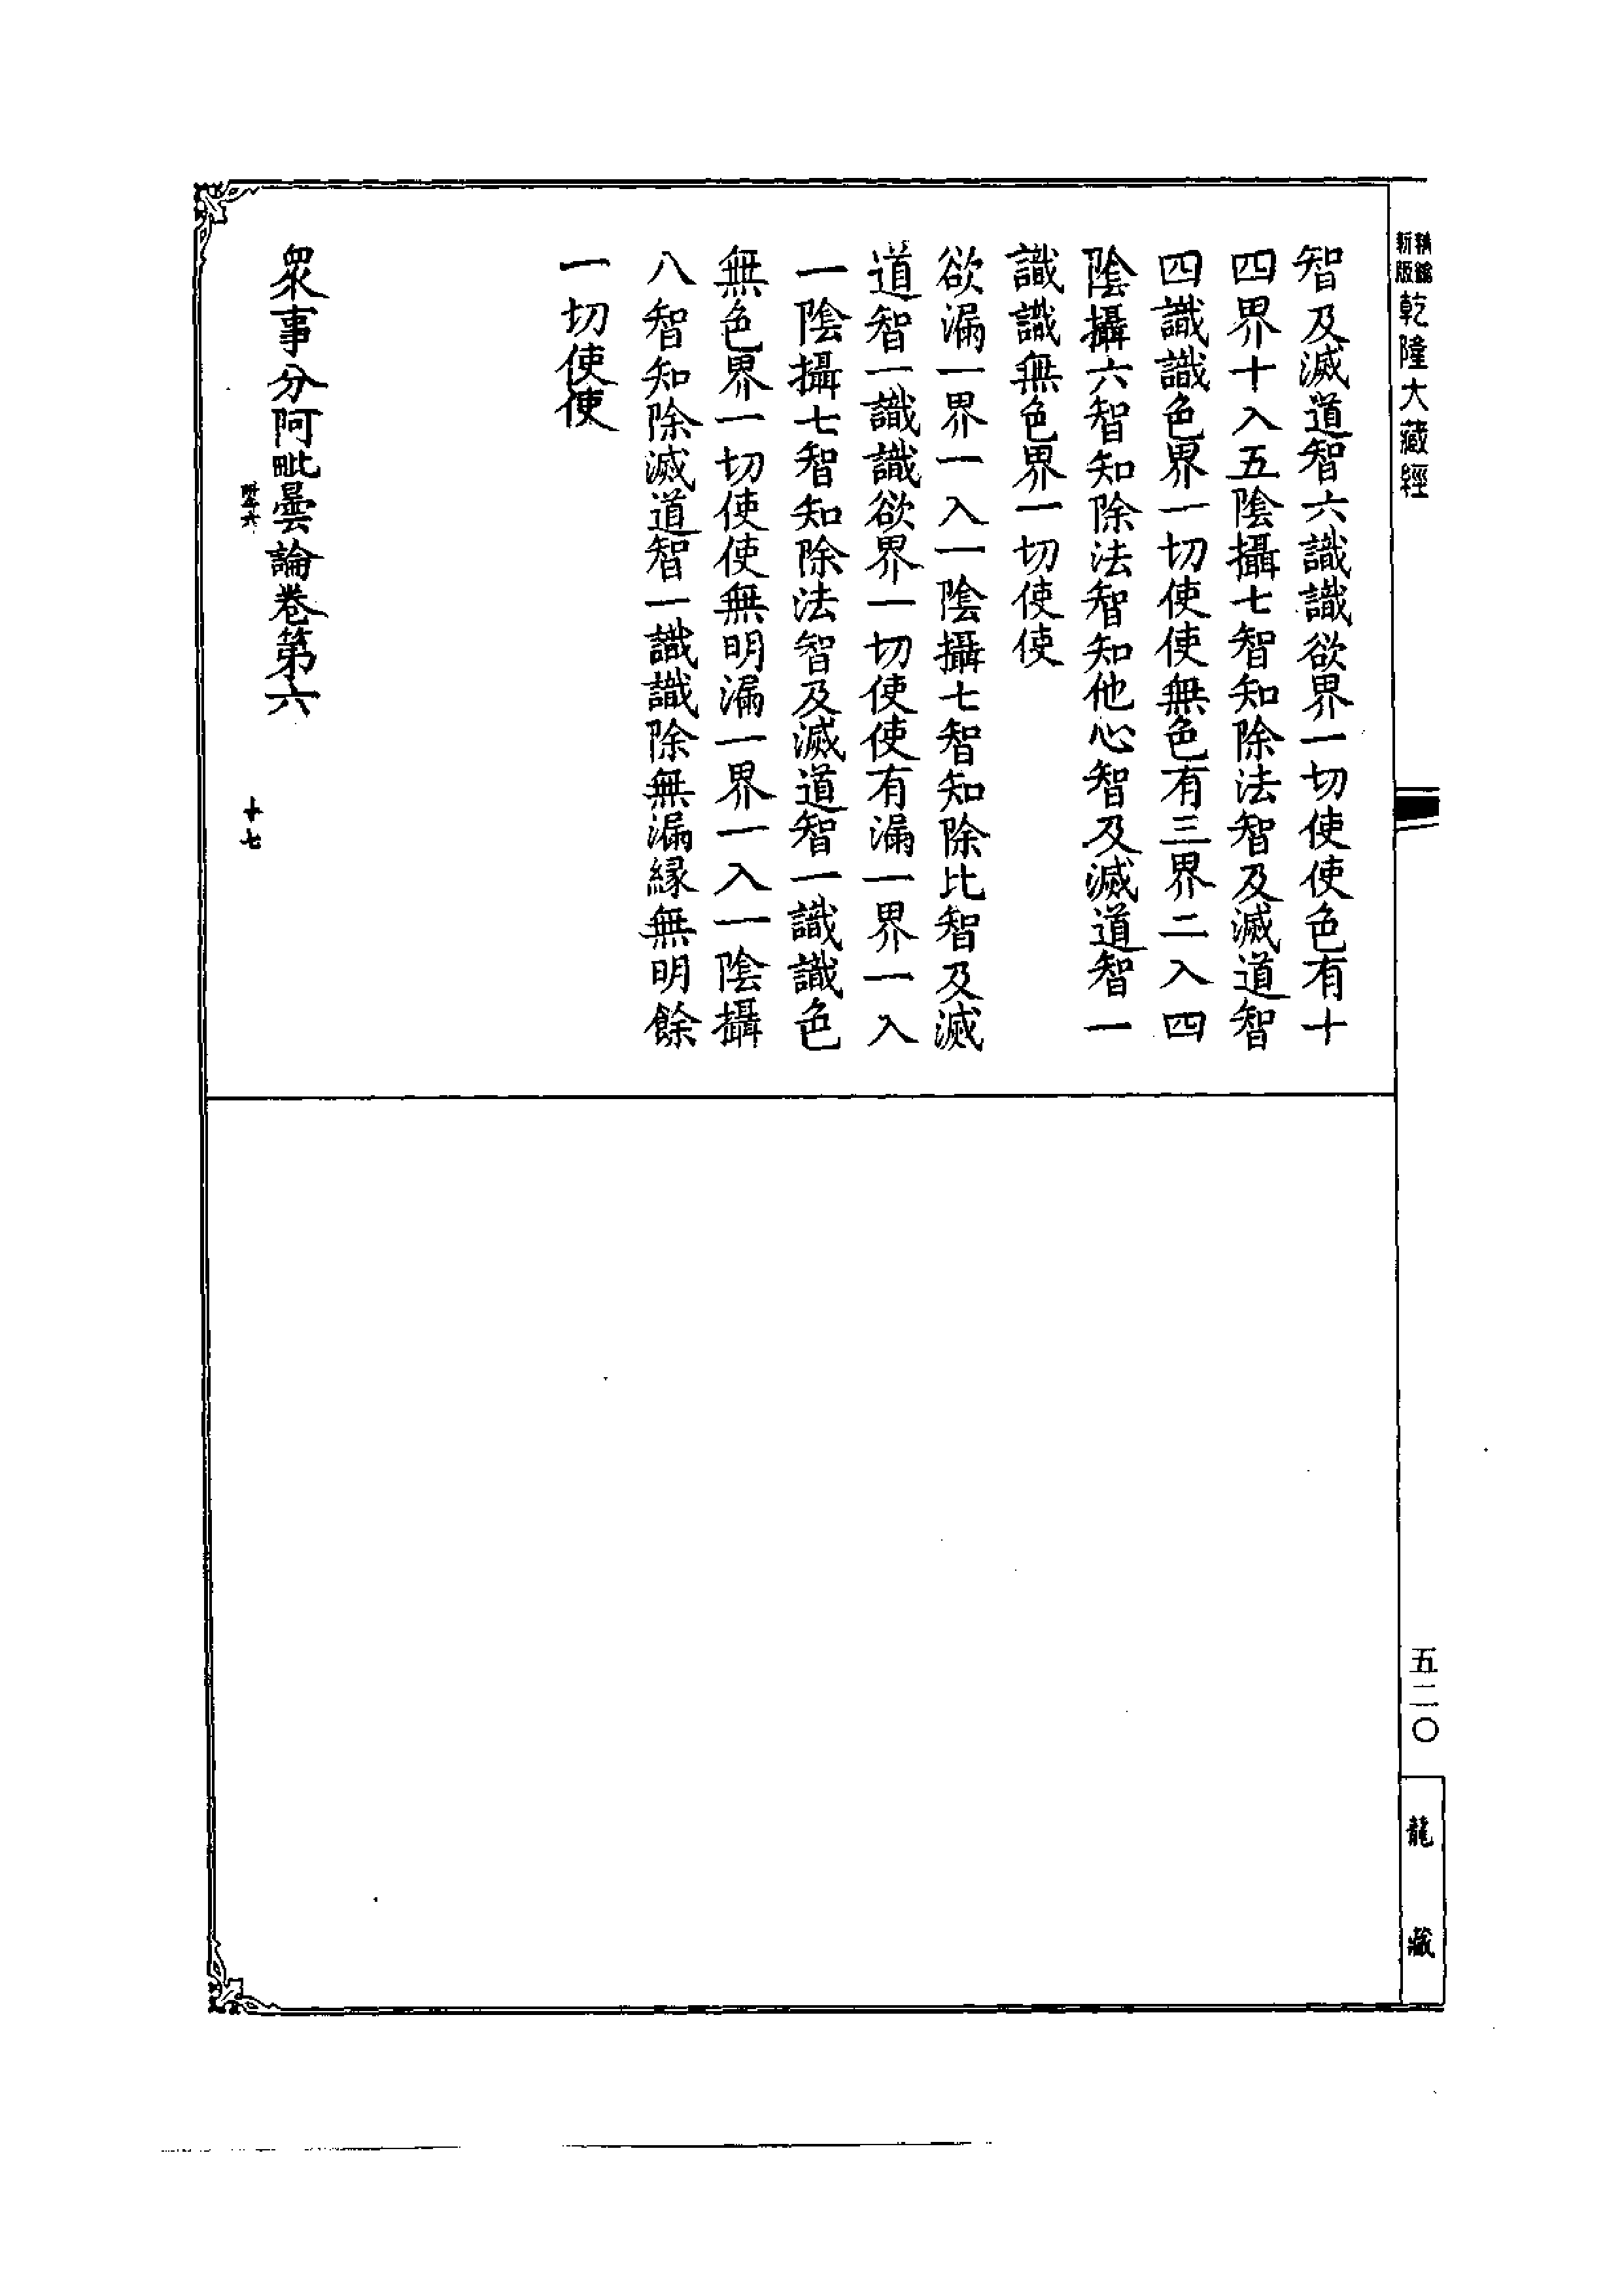 新編
新版
乾隆大藏經
智及滅道智六識識欲界一切使使色有十
四界十入五陰攝七智知除法智及滅道智
四識識色界一切使使無色有三界二入四
陰攝六智知除法智知他心智及滅道智一
識識無色界一切使使
欲漏一界一入一陰攝七智知除比智及滅
道智一識識欲界一切使使有漏一界一入
一陰攝七智知除法智及滅道智一識識色
無色界一切使使無明漏一界一入一陰攝
八智知除滅道智一識識除無漏緣無明餘
一切使使
衆事分阿毗曇論卷第六
十七
五二〇
龍藏